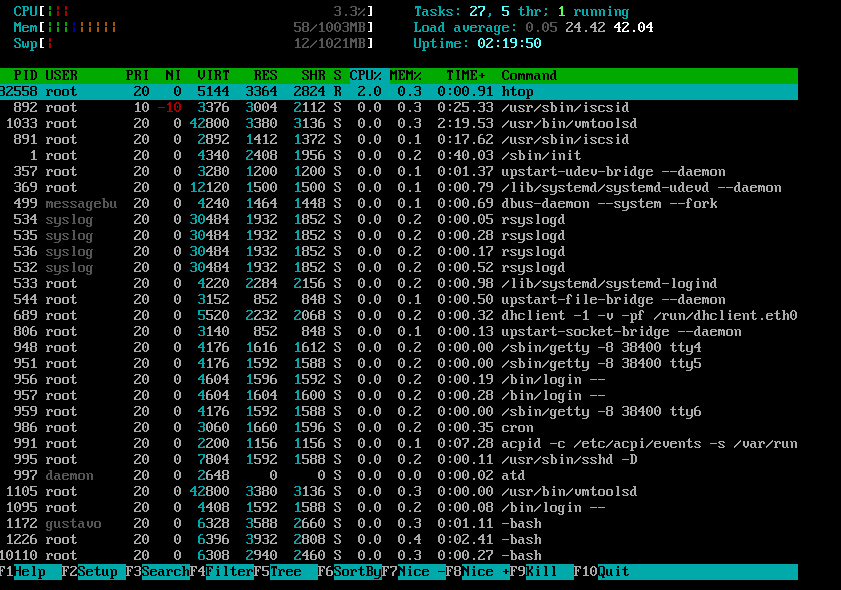 CPU[||| 3.3%] Tasks: 27, 5 thr; 1 running
Mem[|||||||||||| 58/1003MB] Load average: 0.05 24.42 42.04
Swp[| 12/1021MB] Uptime: 02:19:50
PID USER PRI NI VIRT RES SHR S CPU% MEM% TIME+ Command
32558 root 20 0 5144 3364 2824 R 2.0 0.3 0:00.91 htop
892 root 10 -10 3376 3004 2112 S 0.0 0.3 0:25.33 /usr/sbin/iscsid
1033 root 20 0 42800 3380 3136 S 0.0 0.3 2:19.53 /usr/bin/vmtoolsd
891 root 20 0 2892 1412 1372 S 0.0 0.1 0:17.62 /usr/sbin/iscsid
1 root 20 0 4340 2408 1956 S 0.0 0.2 0:40.03 /sbin/init
357 root 20 0 3280 1200 1200 S 0.0 0.1 0:01.37 upstart-udev-bridge --daemon
369 root 20 0 12120 1500 1500 S 0.0 0.1 0:00.79 /lib/systemd/systemd-udevd --daemon
499 messagebu 20 0 4240 1464 1448 S 0.0 0.1 0:00.69 dbus-daemon --system --fork
534 syslog 20 0 30484 1932 1852 S 0.0 0.2 0:00.05 rsyslogd
535 syslog 20 0 30484 1932 1852 S 0.0 0.2 0:00.28 rsyslogd
536 syslog 20 0 30484 1932 1852 S 0.0 0.2 0:00.17 rsyslogd
532 syslog 20 0 30484 1932 1852 S 0.0 0.2 0:00.52 rsyslogd
533 root 20 0 4220 2284 2156 S 0.0 0.2 0:00.98 /lib/systemd/systemd-logind
544 root 20 0 3152 852 848 S 0.0 0.1 0:00.50 upstart-file-bridge --daemon
689 root 20 0 5520 2232 2068 S 0.0 0.2 0:00.32 dhclient -1 -v -pf /run/dhclient.eth0
806 root 20 0 3140 852 848 S 0.0 0.1 0:00.13 upstart-socket-bridge --daemon
948 root 20 0 4176 1616 1612 S 0.0 0.2 0:00.00 /sbin/getty -8 38400 tty4
951 root 20 0 4176 1592 1588 S 0.0 0.2 0:00.00 /sbin/getty -8 38400 tty5
956 root 20 0 4604 1596 1592 S 0.0 0.2 0:00.19 /bin/login --
957 root 20 0 4604 1604 1600 S 0.0 0.2 0:00.28 /bin/login --
959 root 20 0 4176 1592 1588 S 0.0 0.2 0:00.00 /sbin/getty -8 38400 tty6
986 root 20 0 3060 1660 1596 S 0.0 0.2 0:00.35 cron
991 root 20 0 2200 1156 1156 S 0.0 0.1 0:07.28 acpid -c /etc/acpi/events -s /var/run
995 root 20 0 7804 1592 1588 S 0.0 0.2 0:00.11 /usr/sbin/sshd -D
997 daemon 20 0 2648 0 0 S 0.0 0.0 0:00.02 atd
1105 root 20 0 42800 3380 3136 S 0.0 0.3 0:00.00 /usr/bin/vmtoolsd
1095 root 20 0 4408 1592 1588 S 0.0 0.2 0:00.08 /bin/login --
1172 gustavo 20 0 6328 3588 2660 S 0.0 0.3 0:01.11 -bash
1226 root 20 0 6396 3932 2808 S 0.0 0.4 0:02.41 -bash
10110 root 20 0 6308 2940 2460 S 0.0 0.3 0:00.27 -bash
F1Help F2Setup F3SearchF4FilterF5Tree F6SortByF7Nice -F8Nice +F9Kill F10Quit